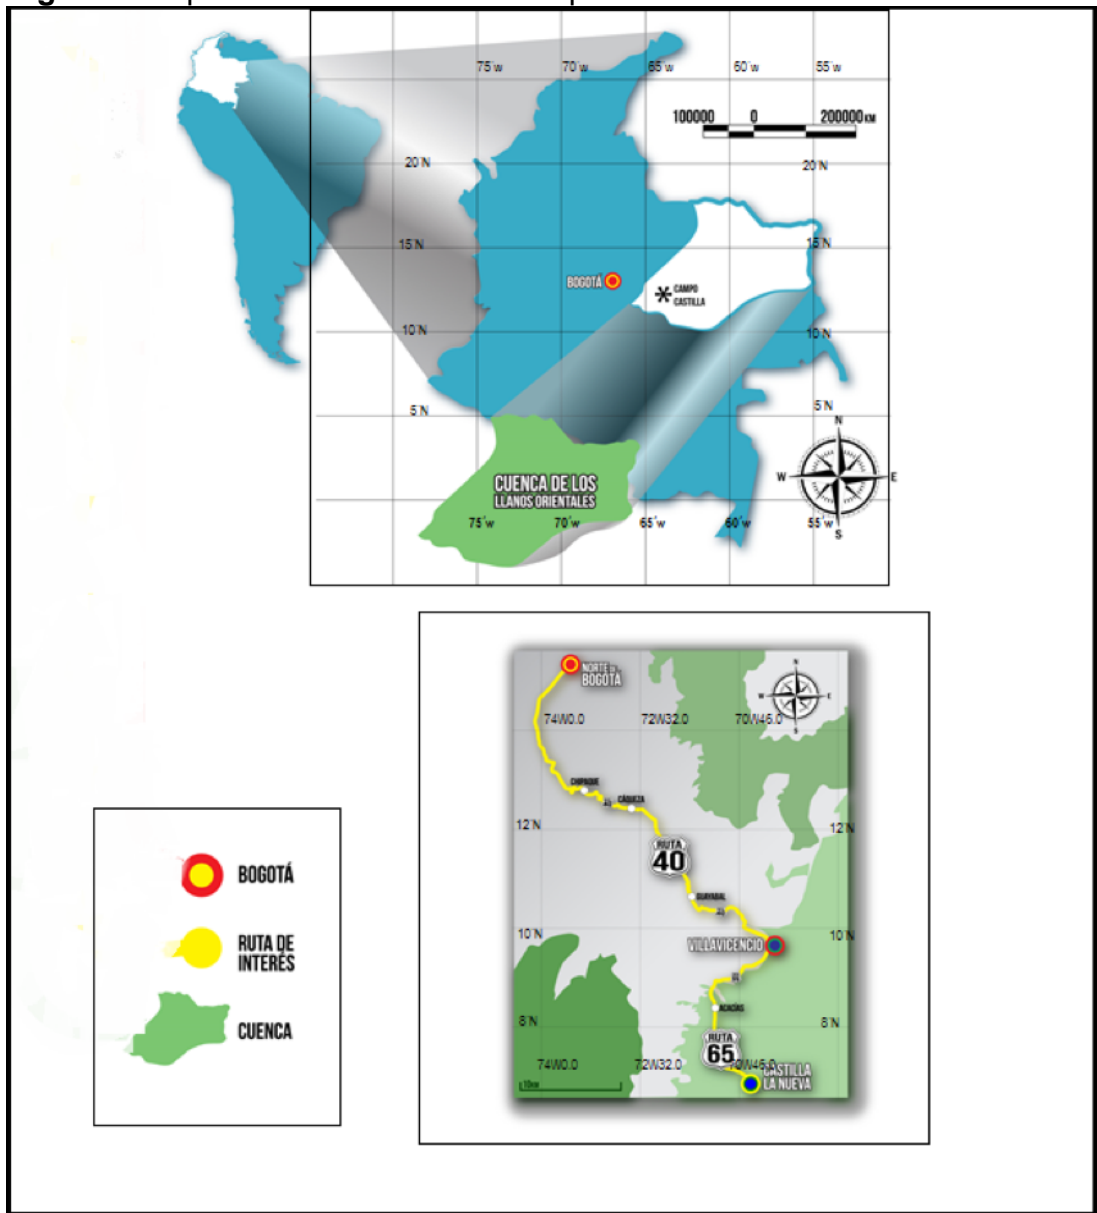 75´w 70´w 65´w 60´w 55´w
100000 0 200000 KM
20´N 20´N
15´N 15´N
BOGOTÁ
CAMPO
CASTILLA
10´N 10´N
5´N 5´N
N
W E
S
CUENCA DE LOS
LLANOS ORIENTALES
75´w 70´w 65´w 60´w 55´w
NORTE DE
BOGOTÁ
N
W E
S
74W0.0 72W32.0 70W46.0
CHIPAQUE
CÁQUEZA
12´N 12´N
RUTA
40
GUAYABAL
10´N 10´N
VILLAVICENCIO
ACACÍAS
8´N 8´N
RUTA
65
74W0.0 72W32.0 70W46.0
CASTILLA
LA NUEVA
10KM
BOGOTÁ
RUTA DE
INTERÉS
CUENCA